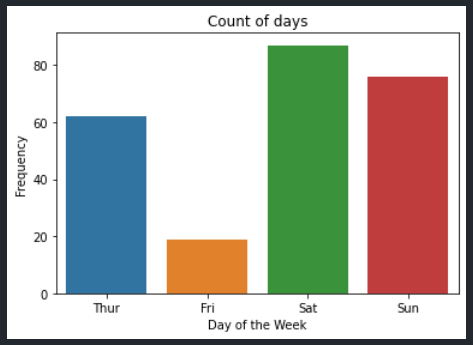 Count of days
80
60
40
20
0
Frequency
Thur Fri Sat Sun
Day of the Week